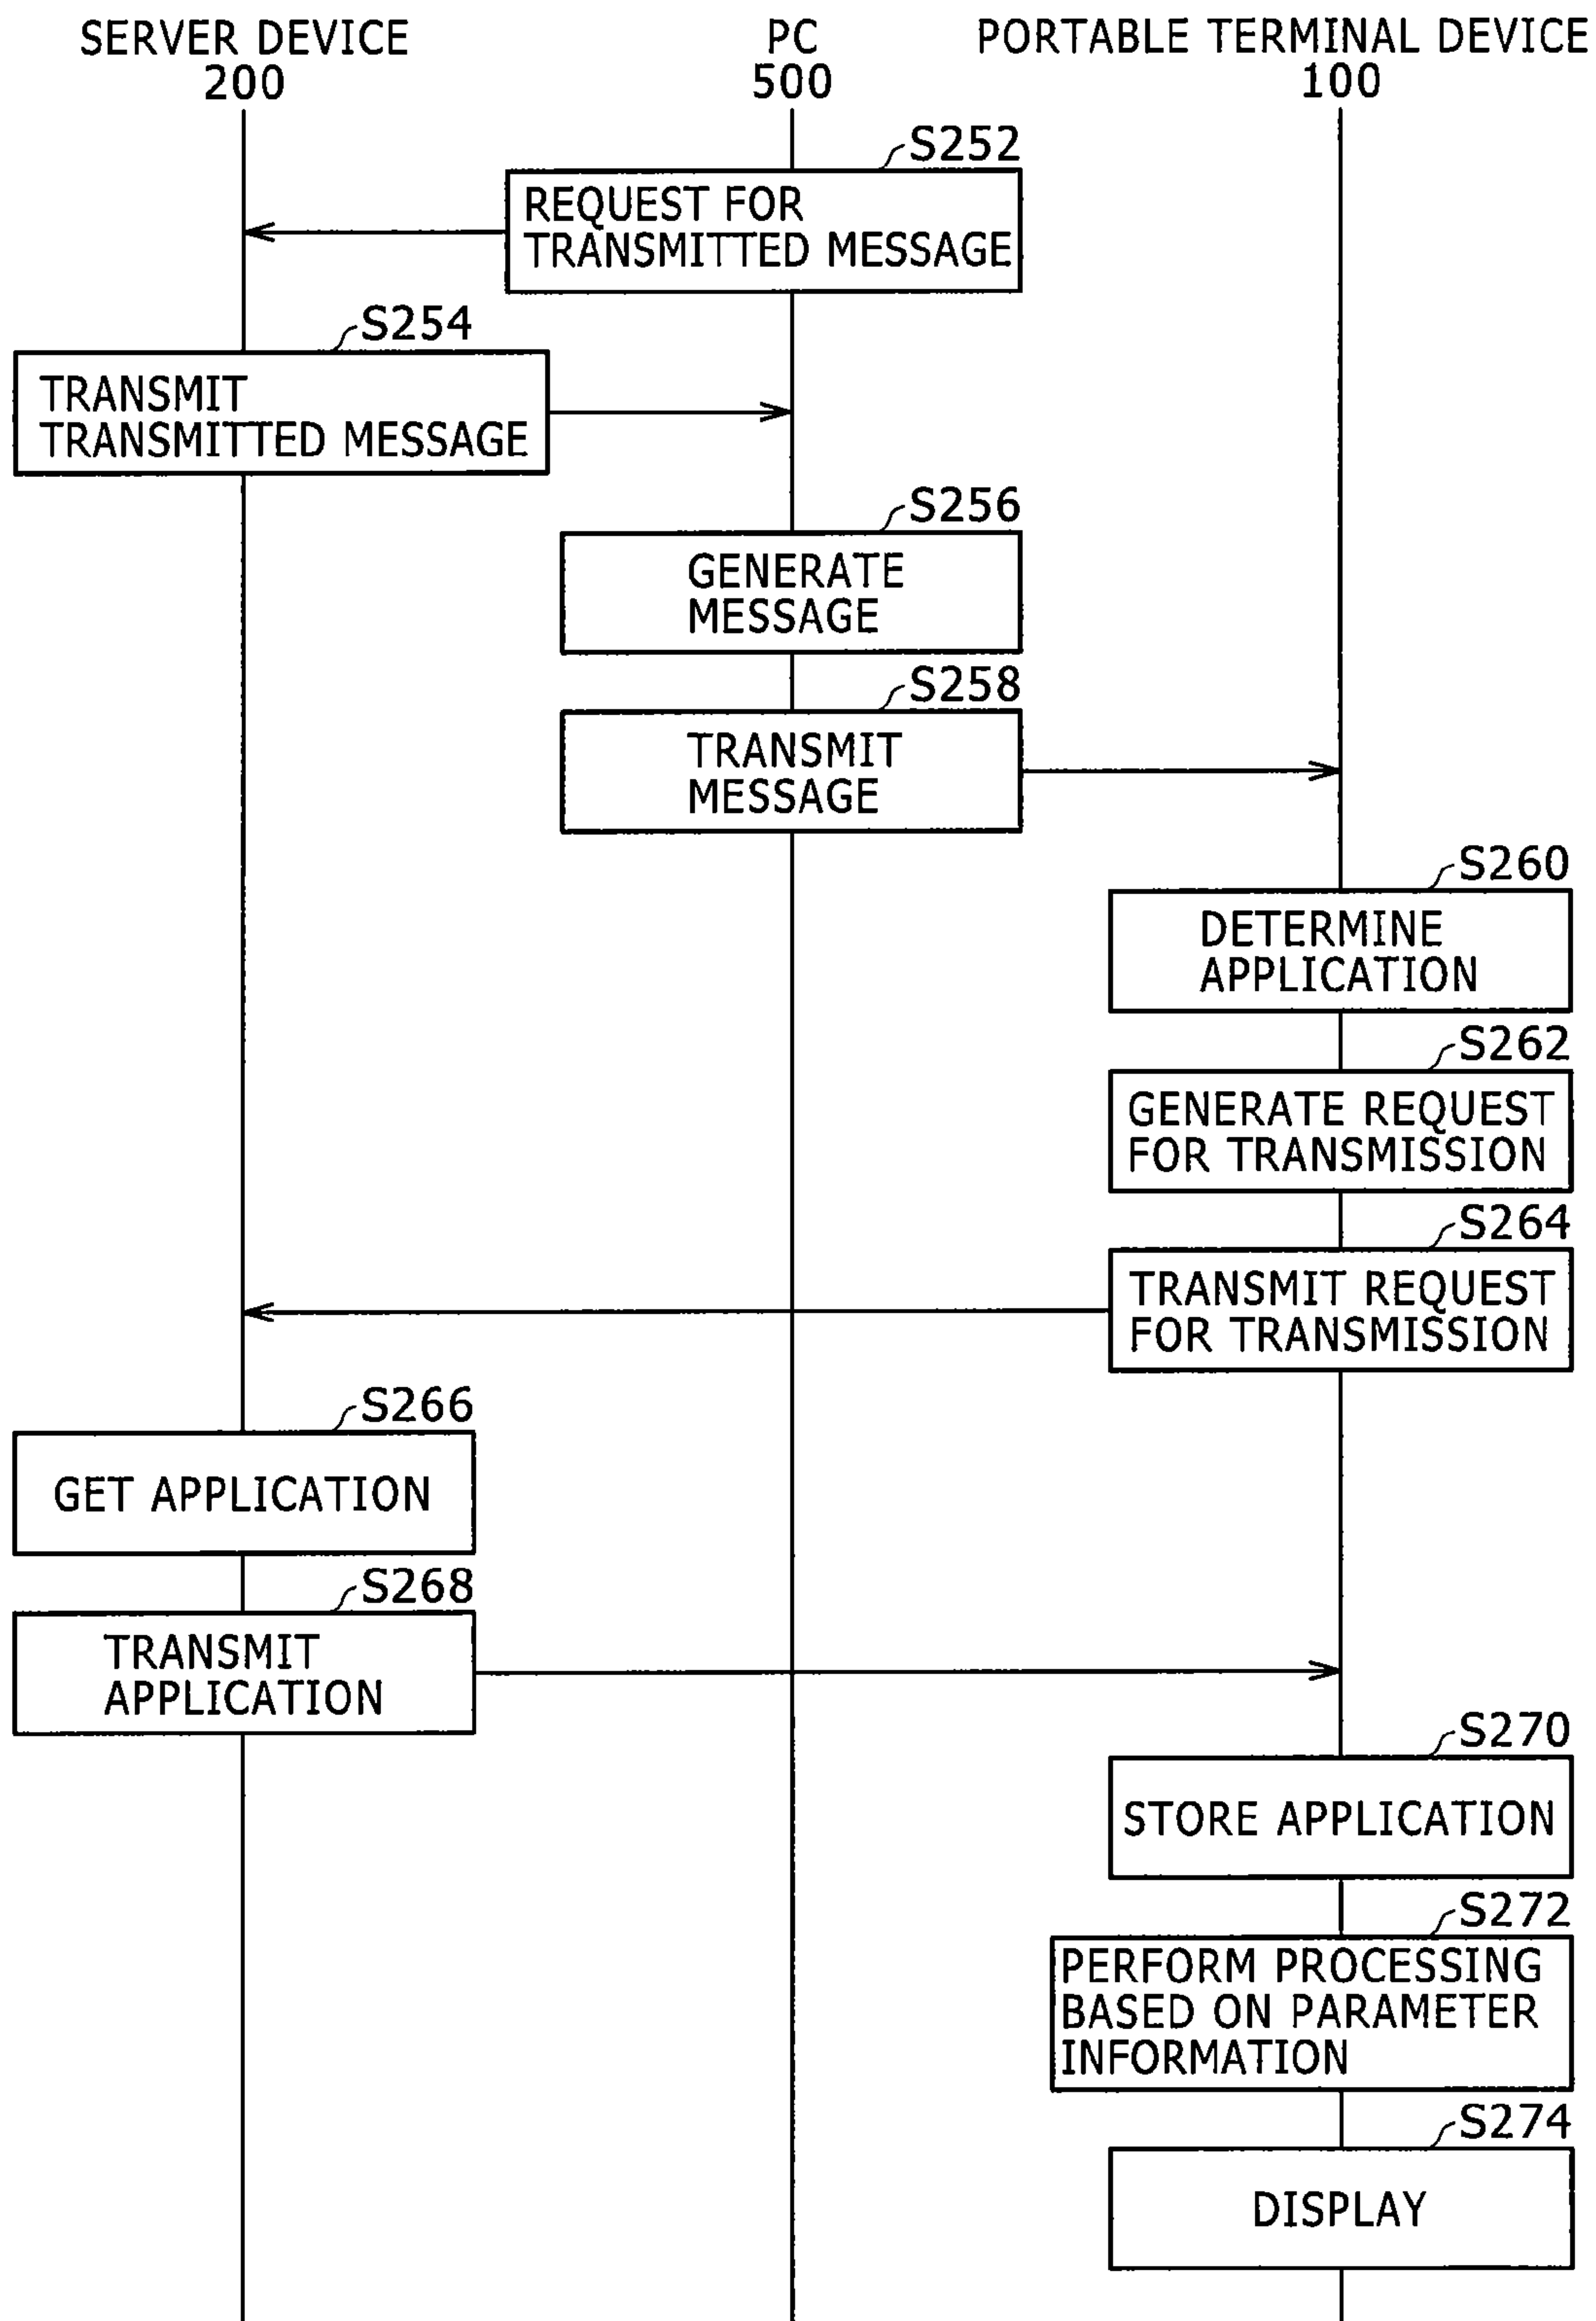 SERVER DEVICE
200
PC
500
PORTABLE TERMINAL DEVICE
100
S252
REQUEST FOR
TRANSMITTED MESSAGE
S254
TRANSMIT
TRANSMITTED MESSAGE
S256
GENERATE
MESSAGE
S258
TRANSMIT
MESSAGE
S260
DETERMINE
APPLICATION
S262
GENERATE REQUEST
FOR TRANSMISSION
S264
TRANSMIT REQUEST
FOR TRANSMISSION
S266
GET APPLICATION
S268
TRANSMIT
APPLICATION
S270
STORE APPLICATION
S272
PERFORM PROCESSING
BASED ON PARAMETER
INFORMATION
S274
DISPLAY